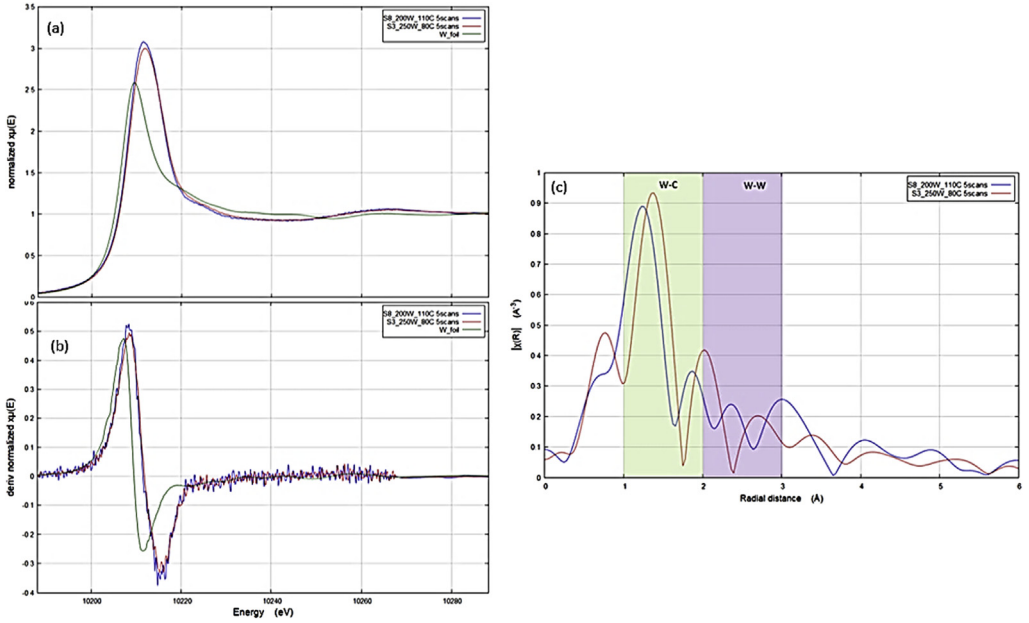 (a)
S8_200W_110C 5scans
S3_250W_80C 5scans
W_foil
3
2 5
2
1 5
1
0 5
0
normalized xμ(E)
(b)
S8_200W_110C 5scans
S3_250W_80C 5scans
W_foil
0 6
0 5
0 4
0 3
0 2
0 1
0
-0 1
-0 2
-0 3
-0 4
deriv normalized xμ(E)
10200
10220
10240
10260
10280
Energy (eV)
(c)
W-C
W-W
S8_200W_110C 5scans
S3_250W_80C 5scans
1
0 9
0 8
0 7
0 6
0 5
0 4
0 3
0 2
0 1
0
|χ(R)| (Å^-3)
0
1
2
3
4
5
6
Radial distance (Å)